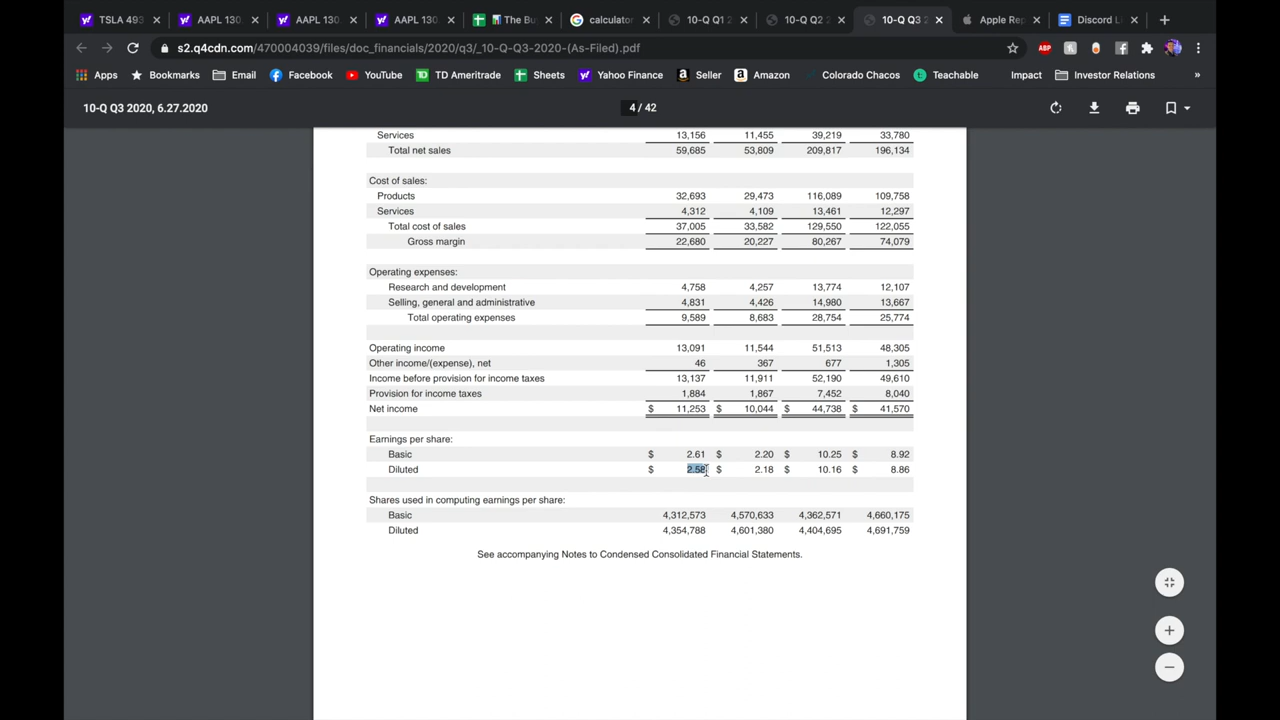 TSLA 493 AAPL 130. AAPL 130. AAPL 130 The Bu calculator 10-Q Q1 2 10-Q Q2 2 10-Q Q3 2 Apple Rep Discord Li
s2.q4cdn.com/470004039/files/doc_financials/2020/q3/_10-Q-Q3-2020-(As-Filed).pdf ABP
Apps Bookmarks Email Facebook YouTube TD Ameritrade Sheets Yahoo Finance Seller Amazon Colorado Chacos Teachable Impact Investor Relations »
10-Q Q3 2020, 6.27.2020 4 / 42
Services 13,156 11,455 39,219 33,780
Total net sales 59,685 53,809 209,817 196,134
Cost of sales:
Products 32,693 29,473 116,089 109,758
Services 4,312 4,109 13,461 12,297
Total cost of sales 37,005 33,582 129,550 122,055
Gross margin 22,680 20,227 80,267 74,079
Operating expenses:
Research and development 4,758 4,257 13,774 12,107
Selling, general and administrative 4,831 4,426 14,980 13,667
Total operating expenses 9,589 8,683 28,754 25,774
Operating income 13,091 11,544 51,513 48,305
Other income/(expense), net 46 367 677 1,305
Income before provision for income taxes 13,137 11,911 52,190 49,610
Provision for income taxes 1,884 1,867 7,452 8,040
Net income $ 11,253 $ 10,044 $ 44,738 $ 41,570
Earnings per share:
Basic $ 2.61 $ 2.20 $ 10.25 $ 8.92
Diluted $ 2.58 $ 2.18 $ 10.16 $ 8.86
Shares used in computing earnings per share:
Basic 4,312,573 4,570,633 4,362,571 4,660,175
Diluted 4,354,788 4,601,380 4,404,695 4,691,759
See accompanying Notes to Condensed Consolidated Financial Statements.